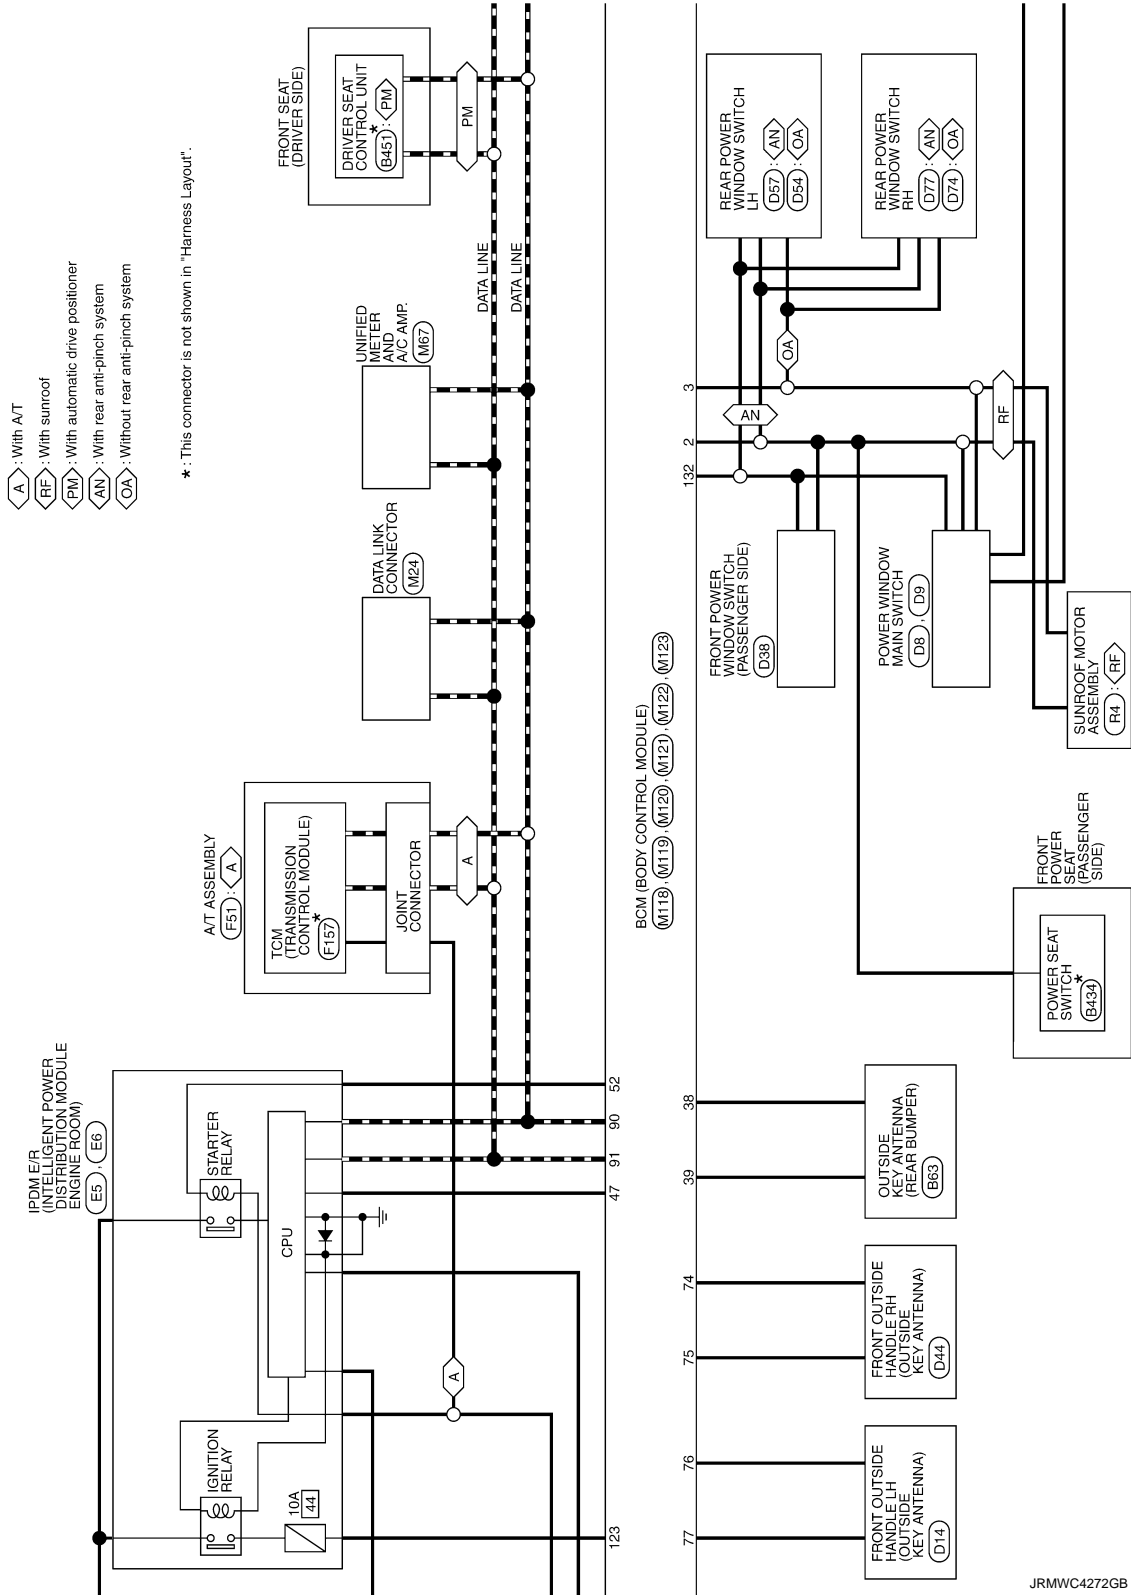 A : With A/T
RF : With sunroof
PM : With automatic drive positioner
AN : With rear anti-pinch system
OA : Without rear anti-pinch system
* : This connector is not shown in "Harness Layout".
IPDM E/R
(INTELLIGENT POWER
DISTRIBUTION MODULE
ENGINE ROOM)
E5 , E6
IGNITION
RELAY
10A
44
STARTER
RELAY
CPU
A
A/T ASSEMBLY
F51 : A
TCM
(TRANSMISSION
CONTROL MODULE)
*
F157
JOINT
CONNECTOR
A
DATA LINK
CONNECTOR
M24
UNIFIED
METER
AND
A/C AMP.
M67
DATA LINE
DATA LINE
FRONT SEAT
(DRIVER SIDE)
DRIVER SEAT
CONTROL UNIT
*
B451 : PM
PM
123
47
91
90
52
BCM (BODY CONTROL MODULE)
M118 , M119 , M120 , M121 , M122 , M123
77
76
75
74
39
38
132
2
3
FRONT OUTSIDE
HANDLE LH
(OUTSIDE
KEY ANTENNA)
D14
FRONT OUTSIDE
HANDLE RH
(OUTSIDE
KEY ANTENNA)
D44
OUTSIDE
KEY ANTENNA
(REAR BUMPER)
B63
FRONT
POWER
SEAT
(PASSENGER
SIDE)
POWER SEAT
SWITCH
*
B434
FRONT POWER
WINDOW SWITCH
(PASSENGER SIDE)
D38
POWER WINDOW
MAIN SWITCH
D8 , D9
SUNROOF MOTOR
ASSEMBLY
R4 : RF
AN
OA
RF
REAR POWER
WINDOW SWITCH
LH
D57 : AN
D54 : OA
REAR POWER
WINDOW SWITCH
RH
D77 : AN
D74 : OA
JRMWC4272GB